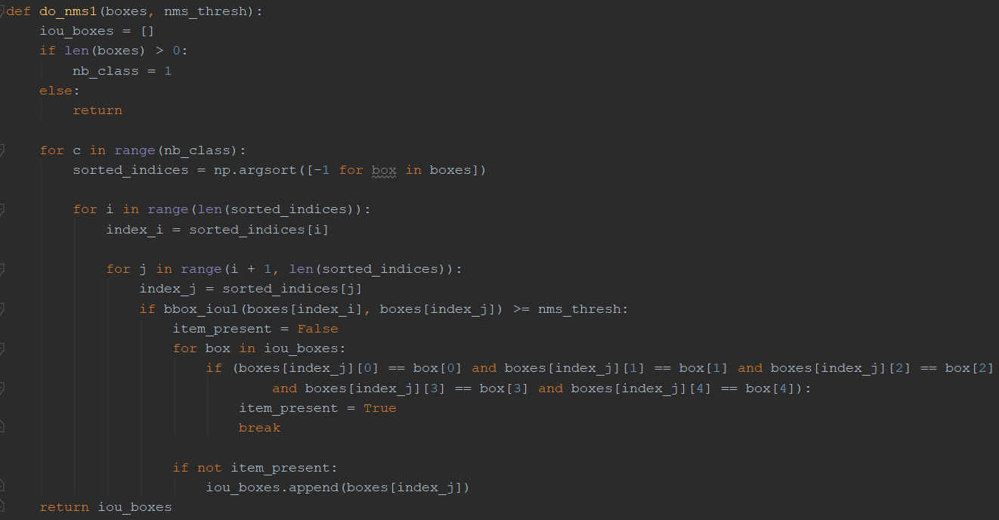 def do_nms1(boxes, nms_thresh):
    iou_boxes = []
    if len(boxes) > 0:
        nb_class = 1
    else:
        return

    for c in range(nb_class):
        sorted_indices = np.argsort([-1 for box in boxes])

        for i in range(len(sorted_indices)):
            index_i = sorted_indices[i]

            for j in range(i + 1, len(sorted_indices)):
                index_j = sorted_indices[j]
                if bbox_iou1(boxes[index_i], boxes[index_j]) >= nms_thresh:
                    item_present = False
                    for box in iou_boxes:
                        if (boxes[index_j][0] == box[0] and boxes[index_j][1] == box[1] and boxes[index_j][2] == box[2]
                                and boxes[index_j][3] == box[3] and boxes[index_j][4] == box[4]):
                            item_present = True
                            break

                    if not item_present:
                        iou_boxes.append(boxes[index_j])
    return iou_boxes